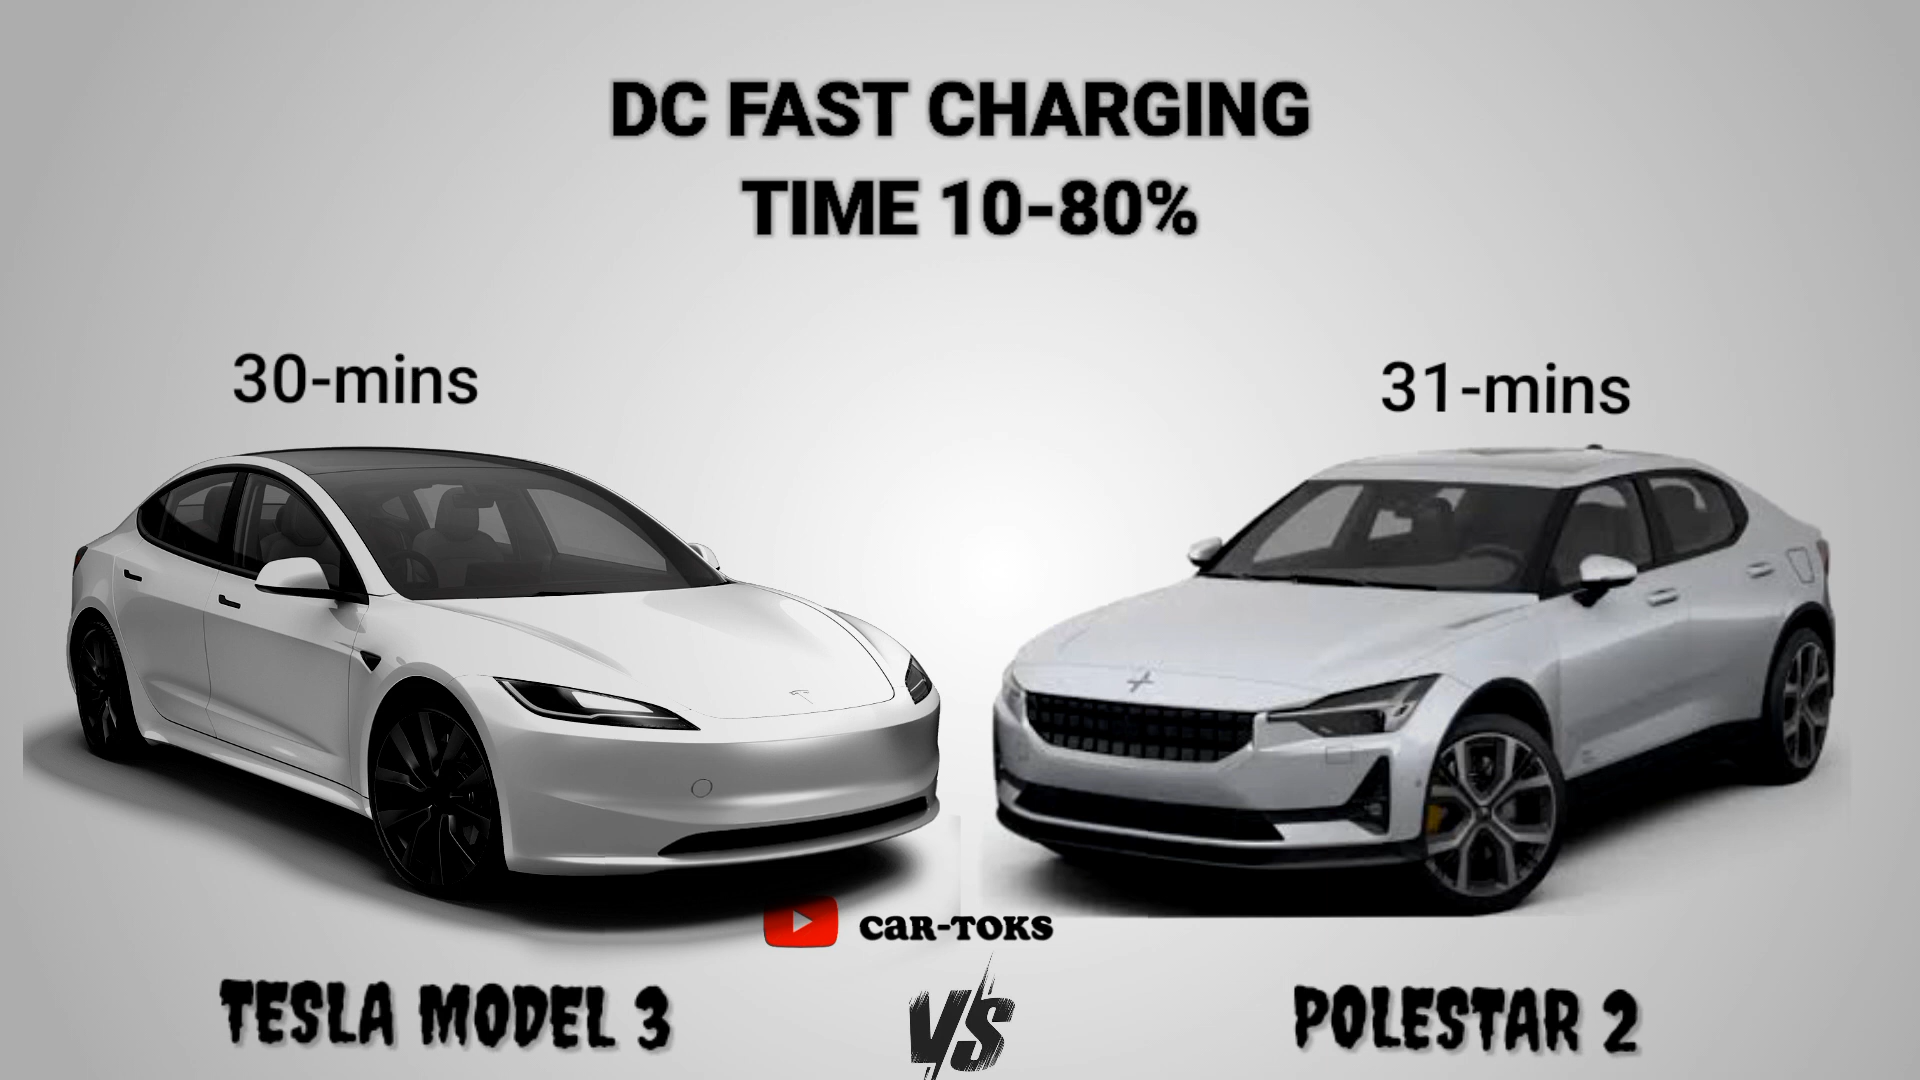 DC FAST CHARGING
TIME 10-80%
30-mins
31-mins
CAR-TOKS
TESLA MODEL 3
VS
POLESTAR 2